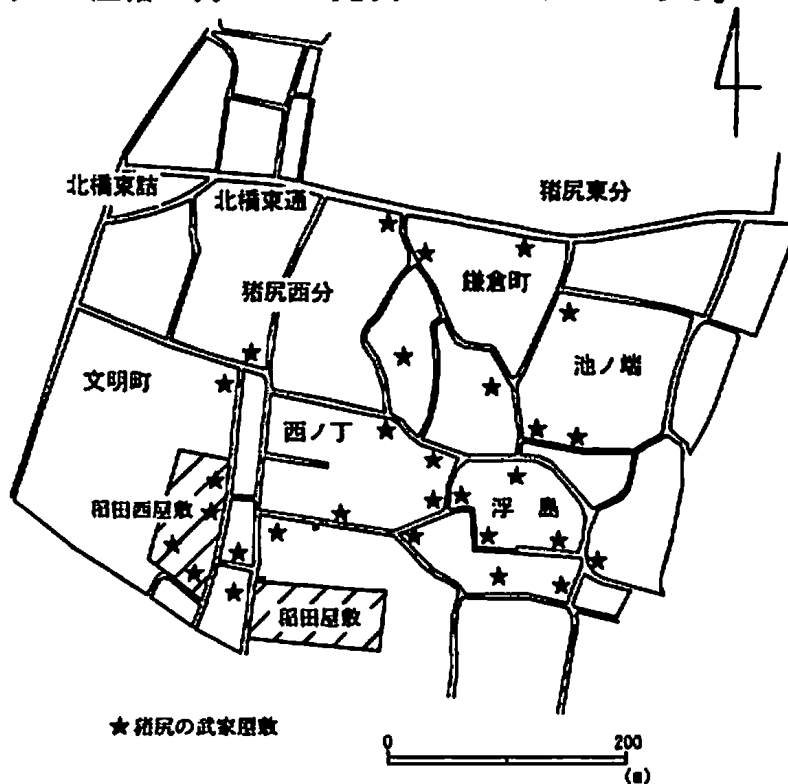 北橋東詰
北橋東通
猪尻東分
鎌倉町
猪尻西分
池ノ端
文明町
西ノ丁
稲田西屋敷
浮島
稲田屋敷
★猪尻の武家屋敷
0 200
(m)